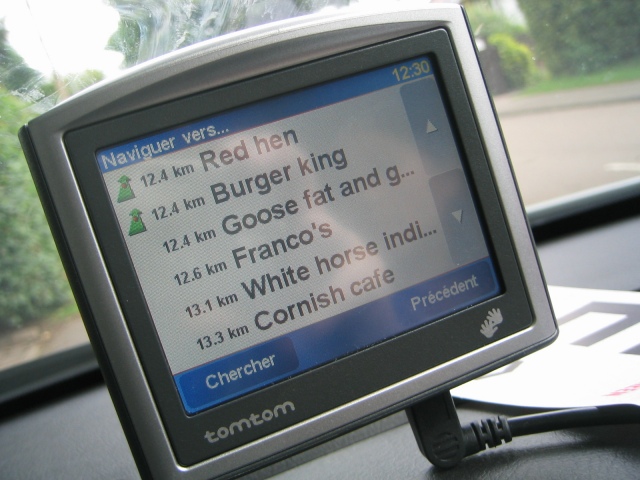 12:30
Naviguer vers...
12.4 km Red hen
12.4 km Burger king
12.4 km Goose fat and g...
12.6 km Franco's
13.1 km White horse indi...
13.3 km Cornish cafe
Chercher Précédent
tomtom